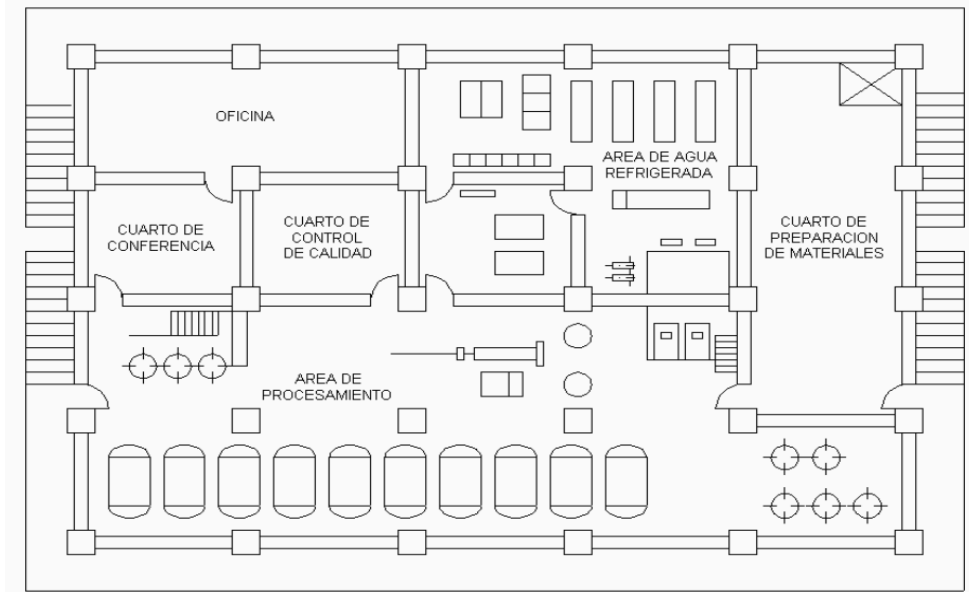 OFICINA
AREA DE AGUA
REFRIGERADA
CUARTO DE
CONFERENCIA
CUARTO DE
CONTROL
DE CALIDAD
CUARTO DE
PREPARACION
DE MATERIALES
AREA DE
PROCESAMIENTO